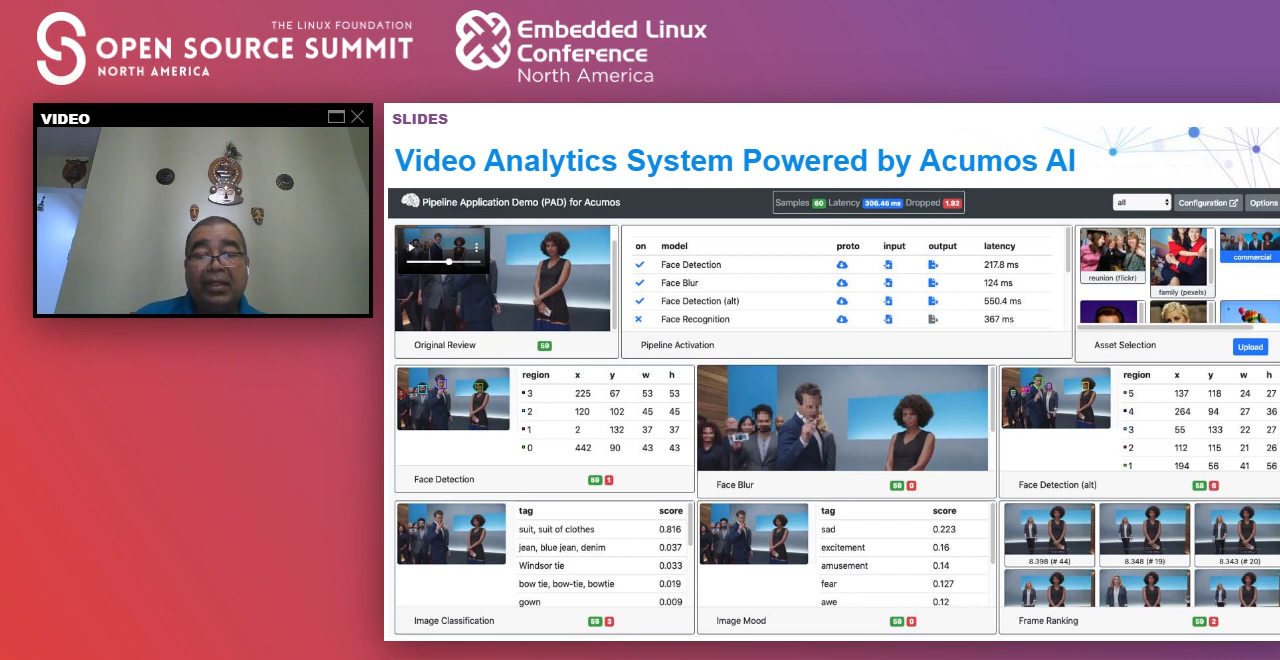 THE LINUX FOUNDATION
OPEN SOURCE SUMMIT
NORTH AMERICA
Embedded Linux
Conference
North America
VIDEO
SLIDES
Video Analytics System Powered by Acumos AI
Pipeline Application Demo (PAD) for Acumos
Samples 60 Latency 306.46 ms Dropped 1.92
all
Configuration
Options
Original Review 59
on model proto input output latency
Face Detection 217.8 ms
Face Blur 124 ms
Face Detection (alt) 550.4 ms
Face Recognition 367 ms
Pipeline Activation
reunion (flickr)
family (pexels)
commercial
Asset Selection
Upload
region x y w h
3 225 67 53 53
2 120 102 45 45
1 2 132 37 37
0 442 90 43 43
Face Detection 59 1
Face Blur 59 0
region x y w h
5 137 118 24 27
4 264 94 27 36
3 55 133 22 27
2 112 115 21 26
1 194 56 41 56
Face Detection (alt) 58 6
tag score
suit, suit of clothes 0.816
jean, blue jean, denim 0.037
Windsor tie 0.033
bow tie, bow-tie, bowtie 0.019
gown 0.009
Image Classification 59 3
tag score
sad 0.223
excitement 0.16
amusement 0.14
fear 0.127
awe 0.12
Image Mood 59 0
8.398 (# 44)
8.348 (# 19)
8.343 (# 20)
Frame Ranking 59 2